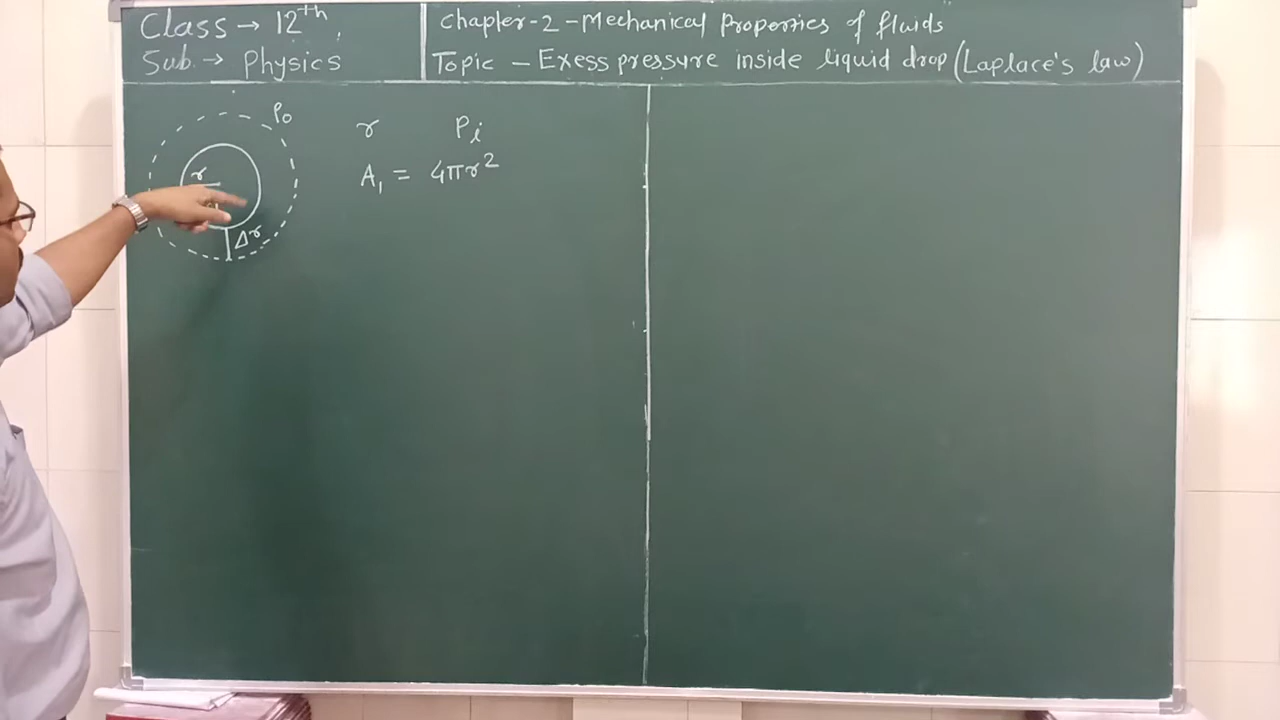 Class → 12th,
Sub. → Physics
Chapter-2-Mechanical Properties of fluids
Topic - Exess pressure inside liquid drop (Laplace's law)
P₀
r
Δr
r Pᵢ
A₁ = 4πr²